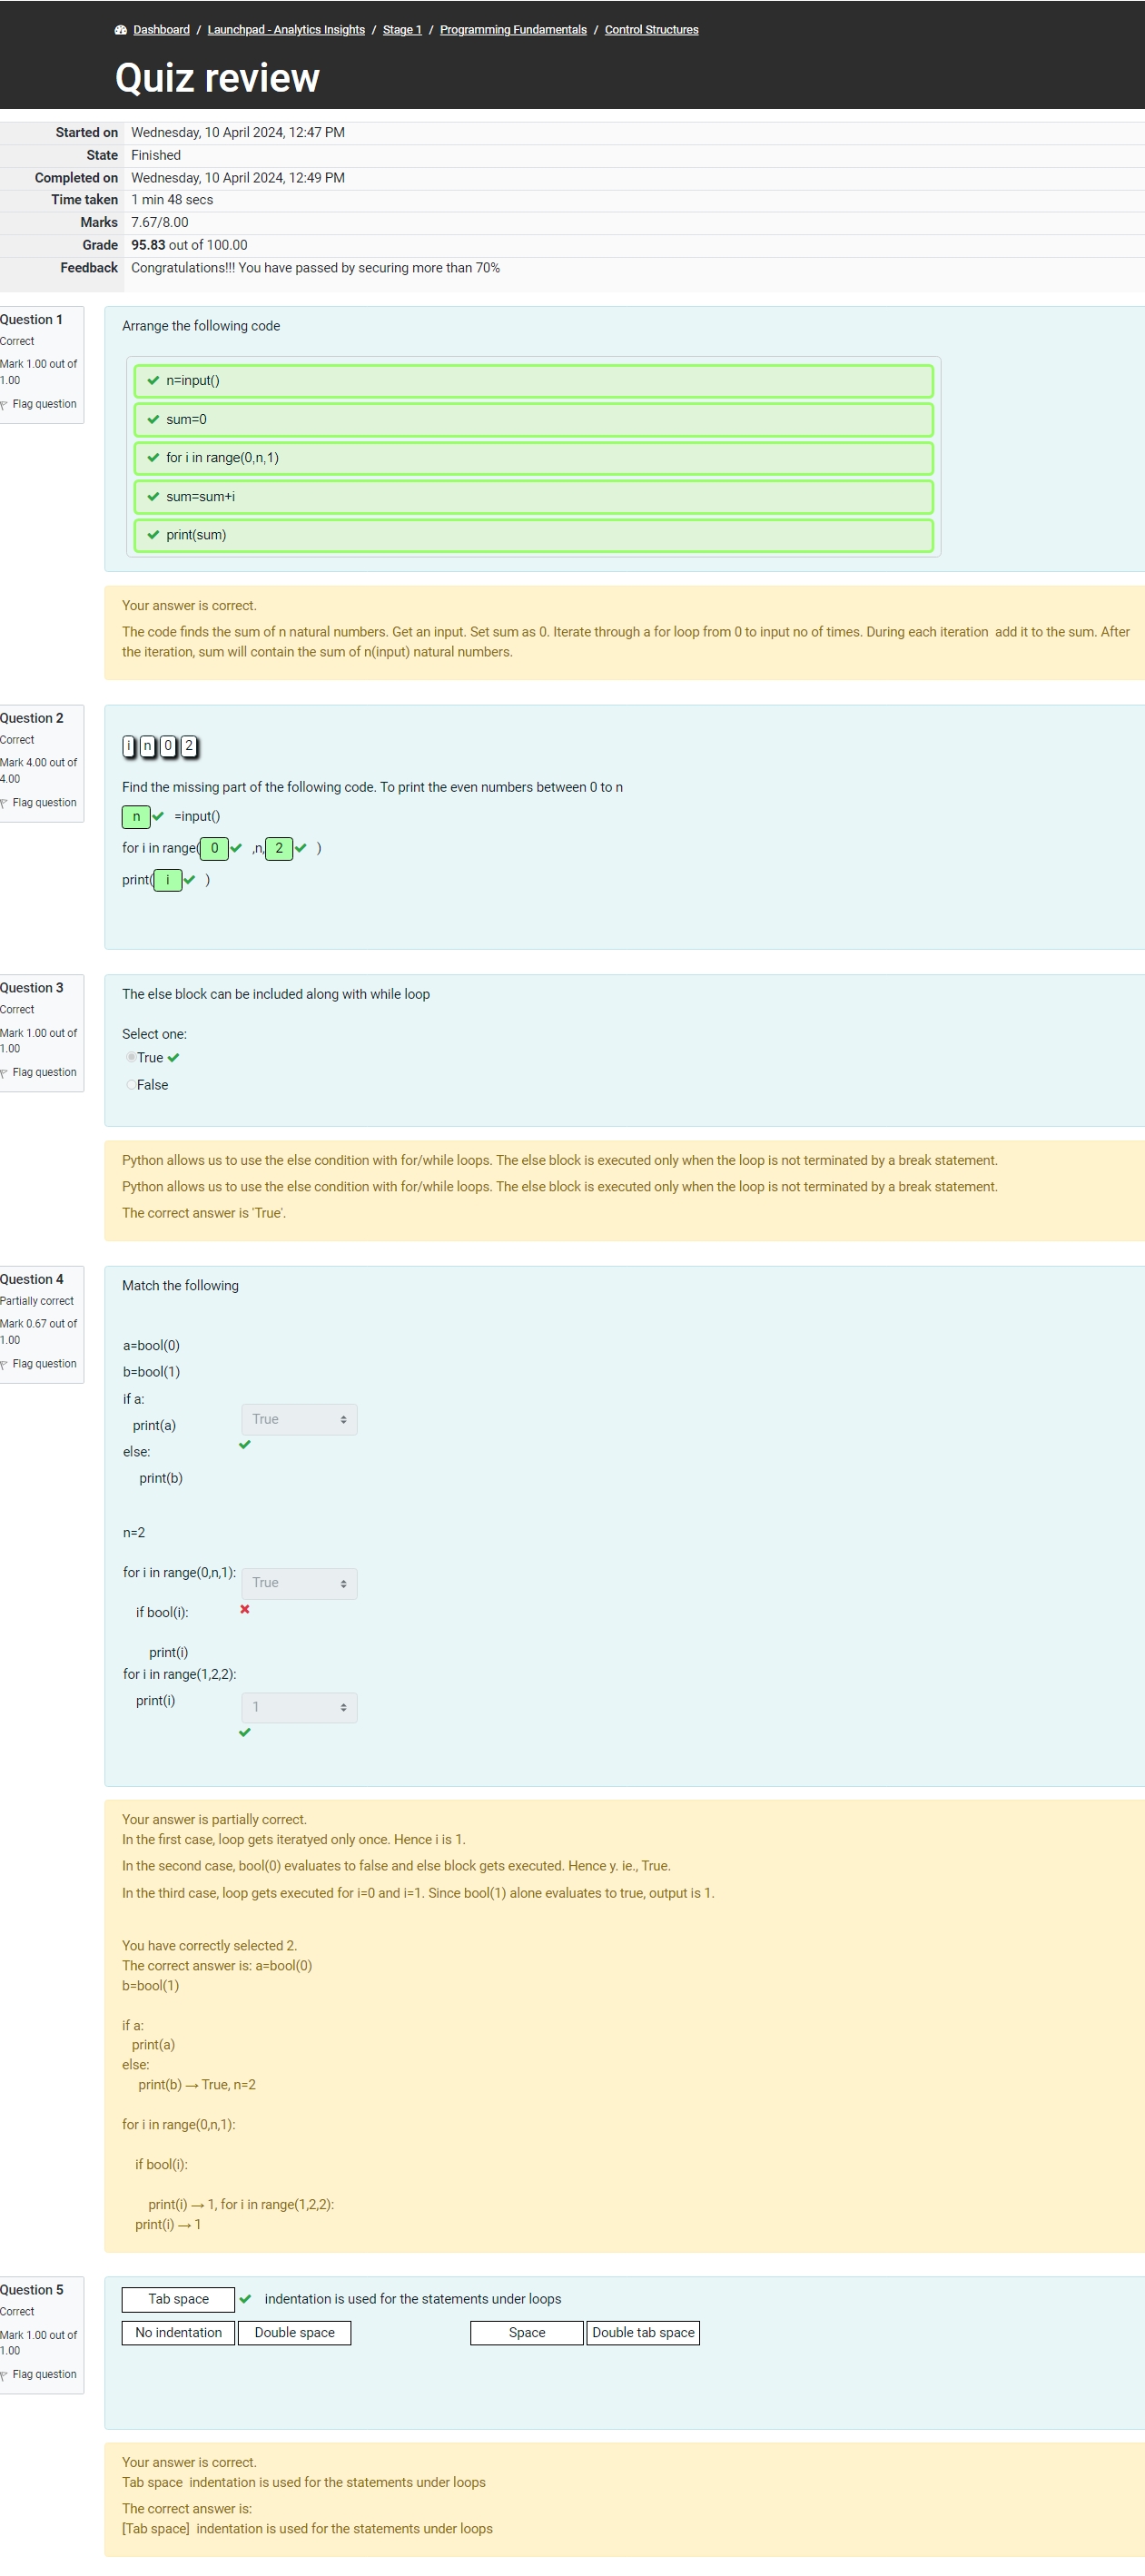 Dashboard / Launchpad - Analytics Insights / Stage 1 / Programming Fundamentals / Control Structures
Quiz review
Started on Wednesday, 10 April 2024, 12:47 PM
State Finished
Completed on Wednesday, 10 April 2024, 12:49 PM
Time taken 1 min 48 secs
Marks 7.67/8.00
Grade 95.83 out of 100.00
Feedback Congratulations!!! You have passed by securing more than 70%
Question 1
Correct
Mark 1.00 out of
1.00
Flag question
Arrange the following code
n=input()
sum=0
for i in range(0,n,1)
sum=sum+i
print(sum)
Your answer is correct.
The code finds the sum of n natural numbers. Get an input. Set sum as 0. Iterate through a for loop from 0 to input no of times. During each iteration add it to the sum. After
the iteration, sum will contain the sum of n(input) natural numbers.
Question 2
Correct
Mark 4.00 out of
4.00
Flag question
i n 0 2
Find the missing part of the following code. To print the even numbers between 0 to n
n =input()
for i in range( 0 ,n, 2 )
print( i )
Question 3
Correct
Mark 1.00 out of
1.00
Flag question
The else block can be included along with while loop
Select one:
True
False
Python allows us to use the else condition with for/while loops. The else block is executed only when the loop is not terminated by a break statement.
Python allows us to use the else condition with for/while loops. The else block is executed only when the loop is not terminated by a break statement.
The correct answer is 'True'.
Question 4
Partially correct
Mark 0.67 out of
1.00
Flag question
Match the following
a=bool(0)
b=bool(1)
if a:
print(a)
True
else:
print(b)
n=2
for i in range(0,n,1):
True
if bool(i):
print(i)
for i in range(1,2,2):
print(i)
1
Your answer is partially correct.
In the first case, loop gets iteratyed only once. Hence i is 1.
In the second case, bool(0) evaluates to false and else block gets executed. Hence y. ie., True.
In the third case, loop gets executed for i=0 and i=1. Since bool(1) alone evaluates to true, output is 1.
You have correctly selected 2.
The correct answer is: a=bool(0)
b=bool(1)
if a:
print(a)
else:
print(b) → True, n=2
for i in range(0,n,1):
if bool(i):
print(i) → 1, for i in range(1,2,2):
print(i) → 1
Question 5
Correct
Mark 1.00 out of
1.00
Flag question
Tab space indentation is used for the statements under loops
No indentation Double space Space Double tab space
Your answer is correct.
Tab space indentation is used for the statements under loops
The correct answer is:
[Tab space] indentation is used for the statements under loops